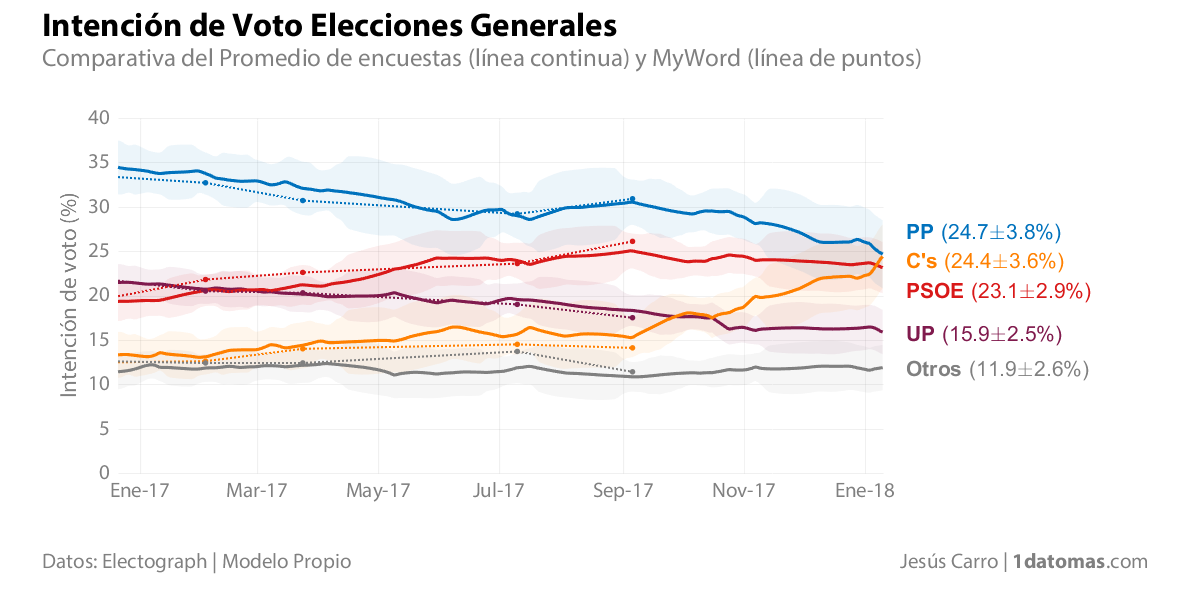 Intención de Voto Elecciones Generales
Comparativa del Promedio de encuestas (línea continua) y MyWord (línea de puntos)
Intención de voto (%)
40
35
30
25
20
15
10
5
0
Ene-17
Mar-17
May-17
Jul-17
Sep-17
Nov-17
Ene-18
PP (24.7±3.8%)
C's (24.4±3.6%)
PSOE (23.1±2.9%)
UP (15.9±2.5%)
Otros (11.9±2.6%)
Datos: Electograph | Modelo Propio
Jesús Carro | 1datomas.com